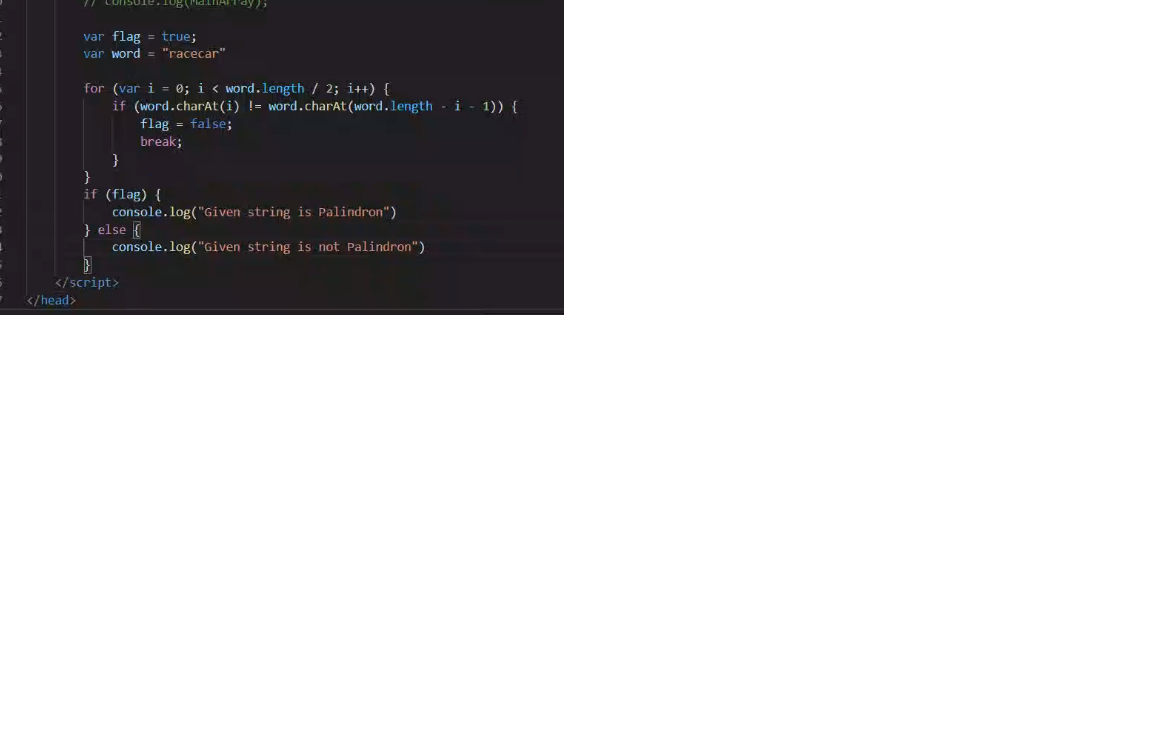 // console.log(MainArray);
var flag = true;
var word = "racecar"
for (var i = 0; i < word.length / 2; i++) {
if (word.charAt(i) != word.charAt(word.length - i - 1)) {
flag = false;
break;
}
}
if (flag) {
console.log("Given string is Palindron")
} else {
console.log("Given string is not Palindron")
}
</script>
</head>